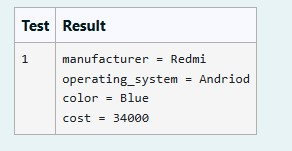 Test Result
1 manufacturer = Redmi
operating_system = Andriod
color = Blue
cost = 34000